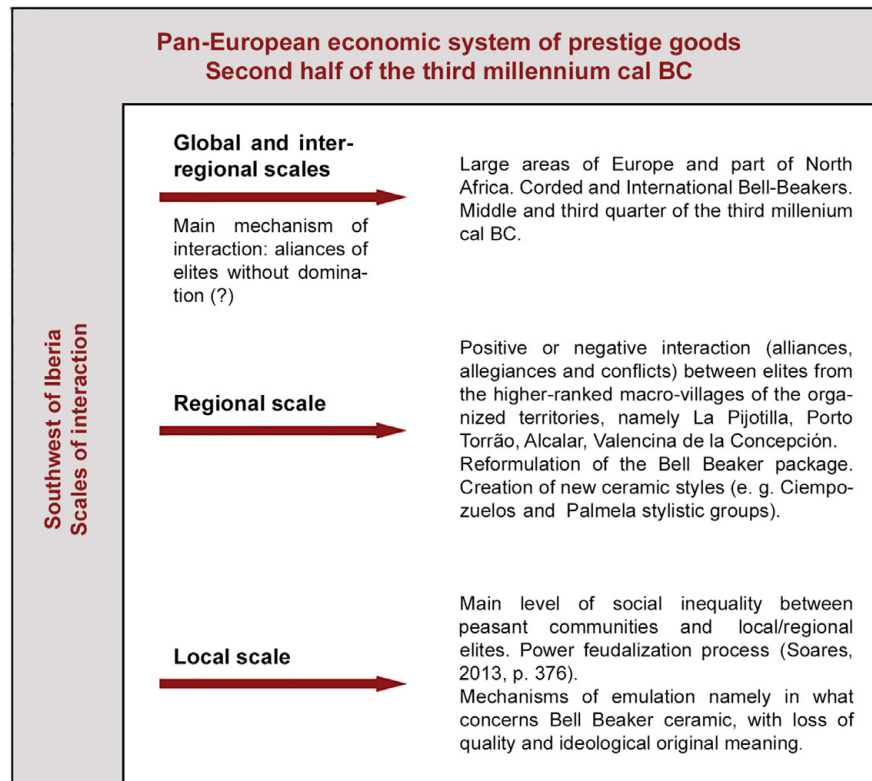 Pan-European economic system of prestige goods
Second half of the third millennium cal BC
Southwest of Iberia
Scales of interaction
Global and inter-
regional scales
Main mechanism of
interaction: aliances of
elites without domina-
tion (?)
Large areas of Europe and part of North
Africa. Corded and International Bell-Beakers.
Middle and third quarter of the third millenium
cal BC.
Regional scale
Positive or negative interaction (alliances,
allegiances and conflicts) between elites from
the higher-ranked macro-villages of the orga-
nized territories, namely La Pijotilla, Porto
Torrão, Alcalar, Valencina de la Concepción.
Reformulation of the Bell Beaker package.
Creation of new ceramic styles (e. g. Ciempo-
zuelos and Palmela stylistic groups).
Local scale
Main level of social inequality between
peasant communities and local/regional
elites. Power feudalization process (Soares,
2013, p. 376).
Mechanisms of emulation namely in what
concerns Bell Beaker ceramic, with loss of
quality and ideological original meaning.